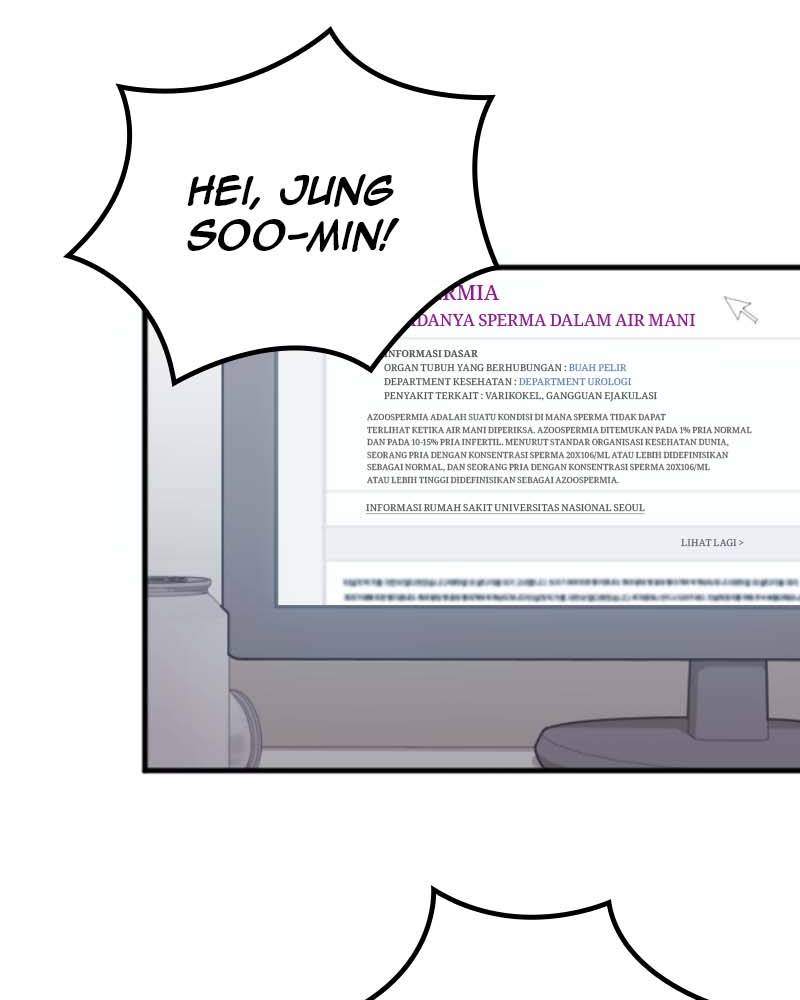 HEI, JUNG
SOO-MIN!
RMIA
DANYA SPERMA DALAM AIR MANI
INFORMASI DASAR
ORGAN TUBUH YANG BERHUBUNGAN : BUAH PELIR
DEPARTMENT KESEHATAN : DEPARTMENT UROLOGI
PENYAKIT TERKAIT : VARIKOKEL, GANGGUAN EJAKULASI
AZOOSPERMIA ADALAH SUATU KONDISI DI MANA SPERMA TIDAK DAPAT
TERLIHAT KETIKA AIR MANI DIPERIKSA. AZOOSPERMIA DITEMUKAN PADA 1% PRIA NORMAL
DAN PADA 10-15% PRIA INFERTIL. MENURUT STANDAR ORGANISASI KESEHATAN DUNIA,
SEORANG PRIA DENGAN KONSENTRASI SPERMA 20X106/ML ATAU LEBIH DIDEFINISIKAN
SEBAGAI NORMAL, DAN SEORANG PRIA DENGAN KONSENTRASI SPERMA 20X106/ML
ATAU LEBIH TINGGI DIDEFINISIKAN SEBAGAI AZOOSPERMIA.
INFORMASI RUMAH SAKIT UNIVERSITAS NASIONAL SEOUL
LIHAT LAGI >